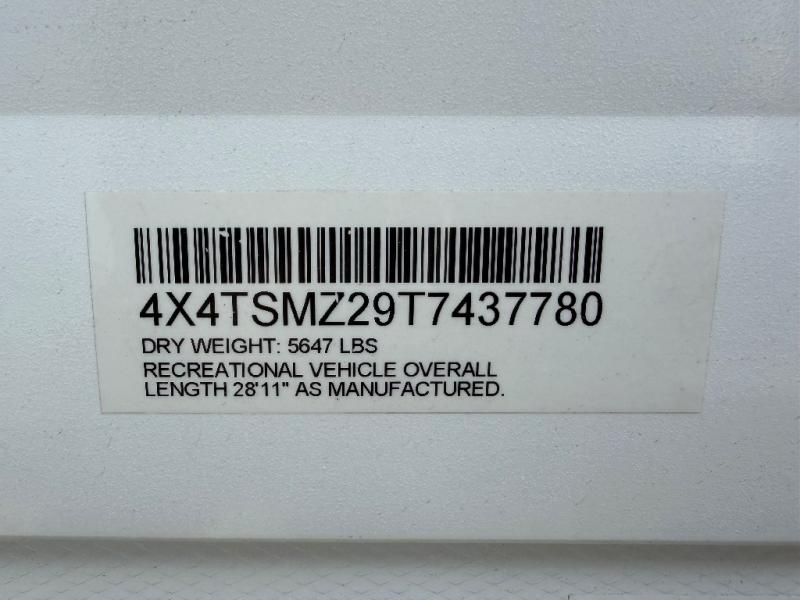 4X4TSMZ29T7437780
DRY WEIGHT: 5647 LBS
RECREATIONAL VEHICLE OVERALL
LENGTH 28'11" AS MANUFACTURED.